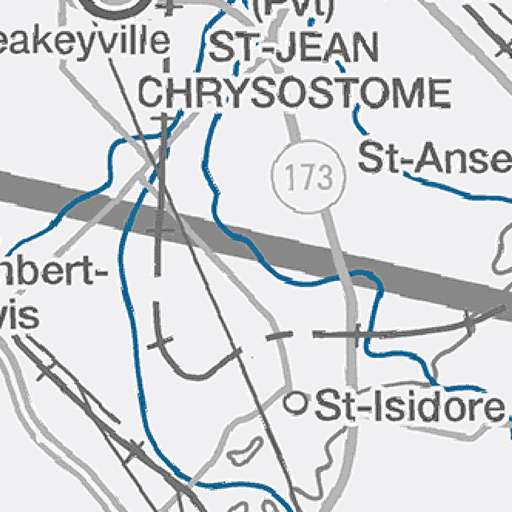 (Pvt)
eakeyville
ST-JEAN
CHRYSOSTOME
St-Anse
173
nbert-
vis
St-Isidore